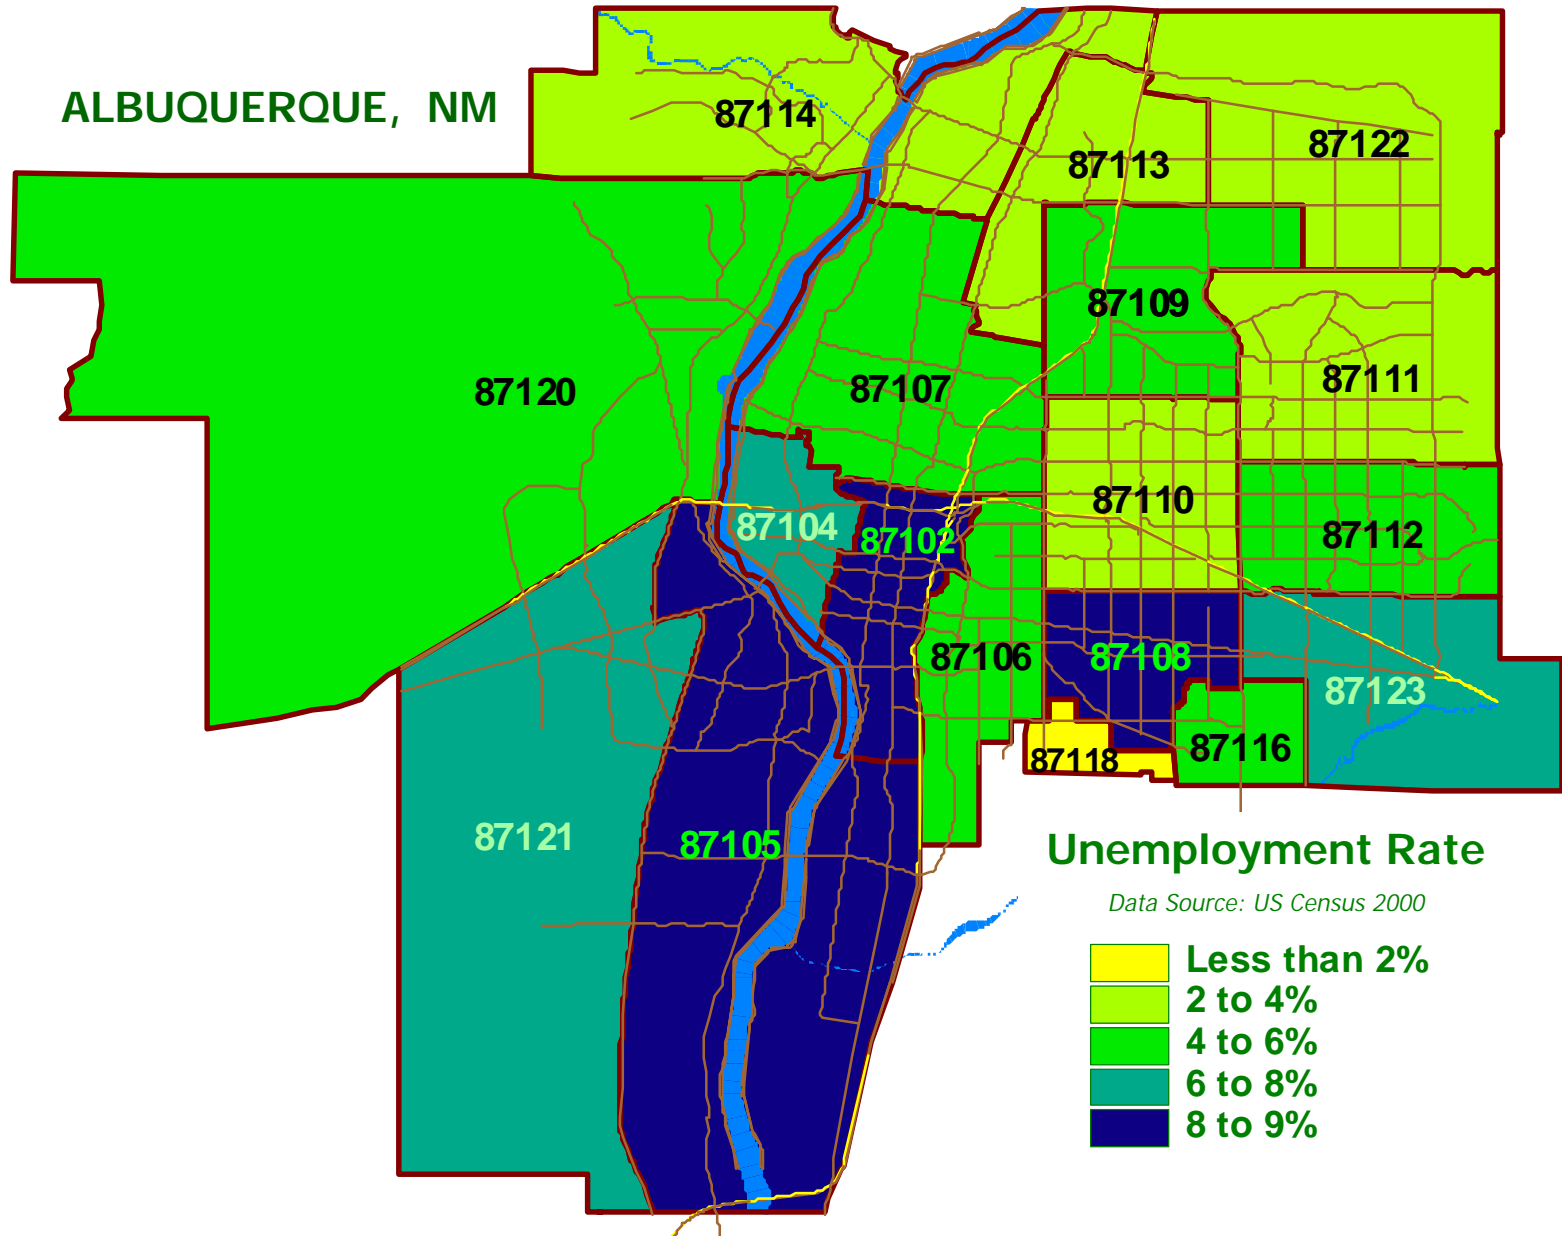 ALBUQUERQUE, NM
87114
87122
87113
87109
87111
87120
87107
87110
87104
87102
87112
87106
87108
87123
87116
87118
87121
87105
Unemployment Rate
Data Source: US Census 2000
Less than 2%
2 to 4%
4 to 6%
6 to 8%
8 to 9%